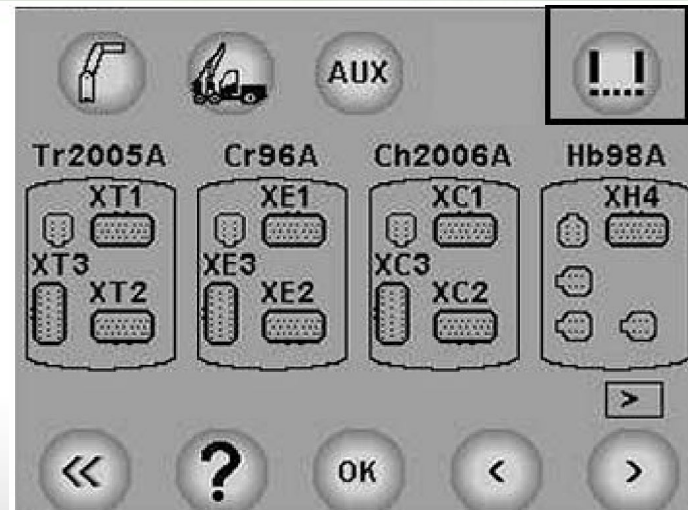 AUX
Tr2005A Cr96A Ch2006A Hb98A
XT1 XE1 XC1 XH4
XT3 XE3 XC3
XT2 XE2 XC2
>
« ? OK < >